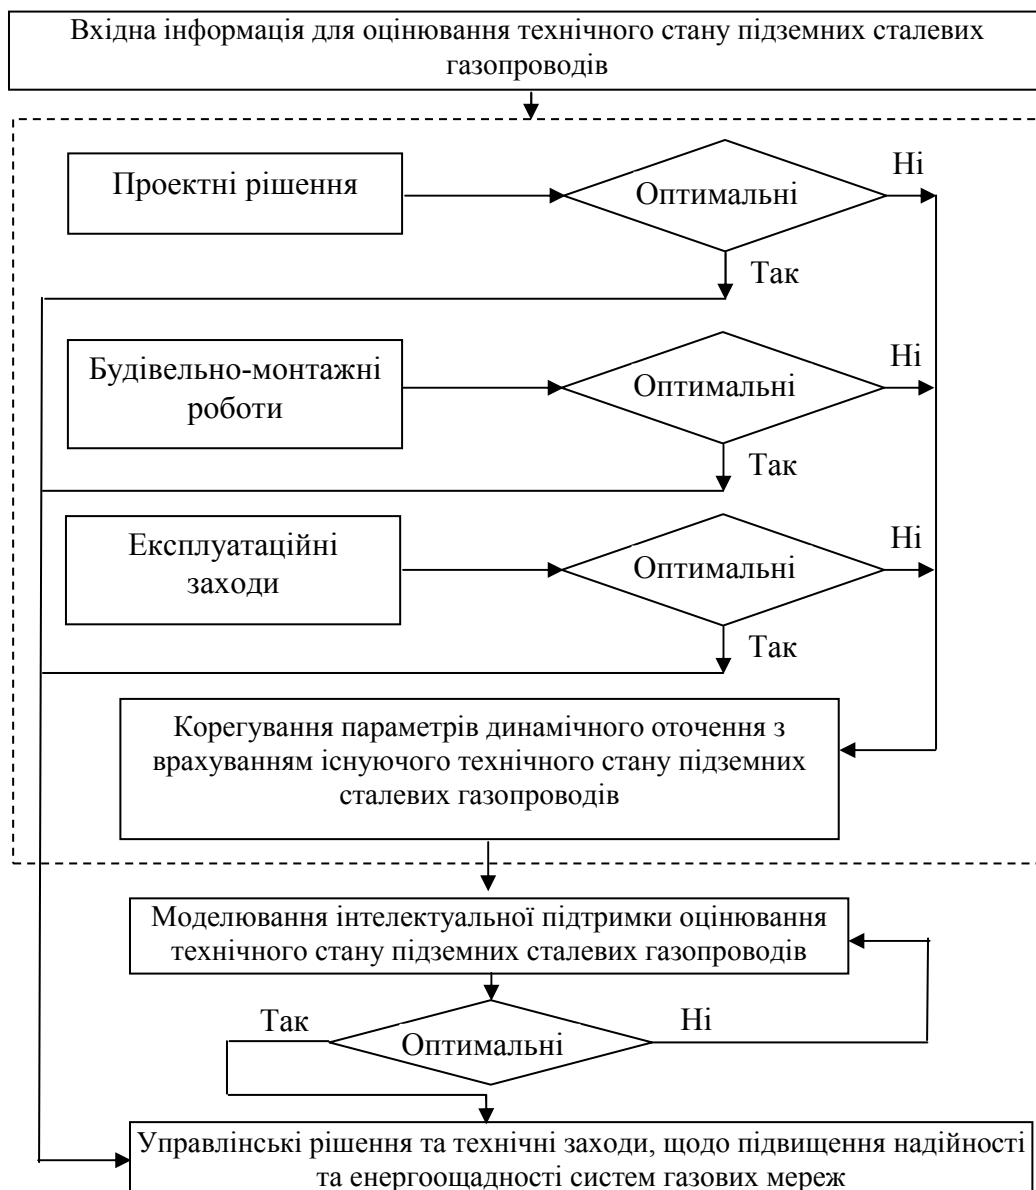 Вхідна інформація для оцінювання технічного стану підземних сталевих
газопроводів
Проектні рішення
Оптимальні
Ні
Так
Будівельно-монтажні
роботи
Оптимальні
Ні
Так
Експлуатаційні
заходи
Оптимальні
Ні
Так
Корегування параметрів динамічного оточення з
врахуванням існуючого технічного стану підземних
сталевих газопроводів
Моделювання інтелектуальної підтримки оцінювання
технічного стану підземних сталевих газопроводів
Так
Оптимальні
Ні
Управлінські рішення та технічні заходи, щодо підвищення надійності
та енергоощадності систем газових мереж